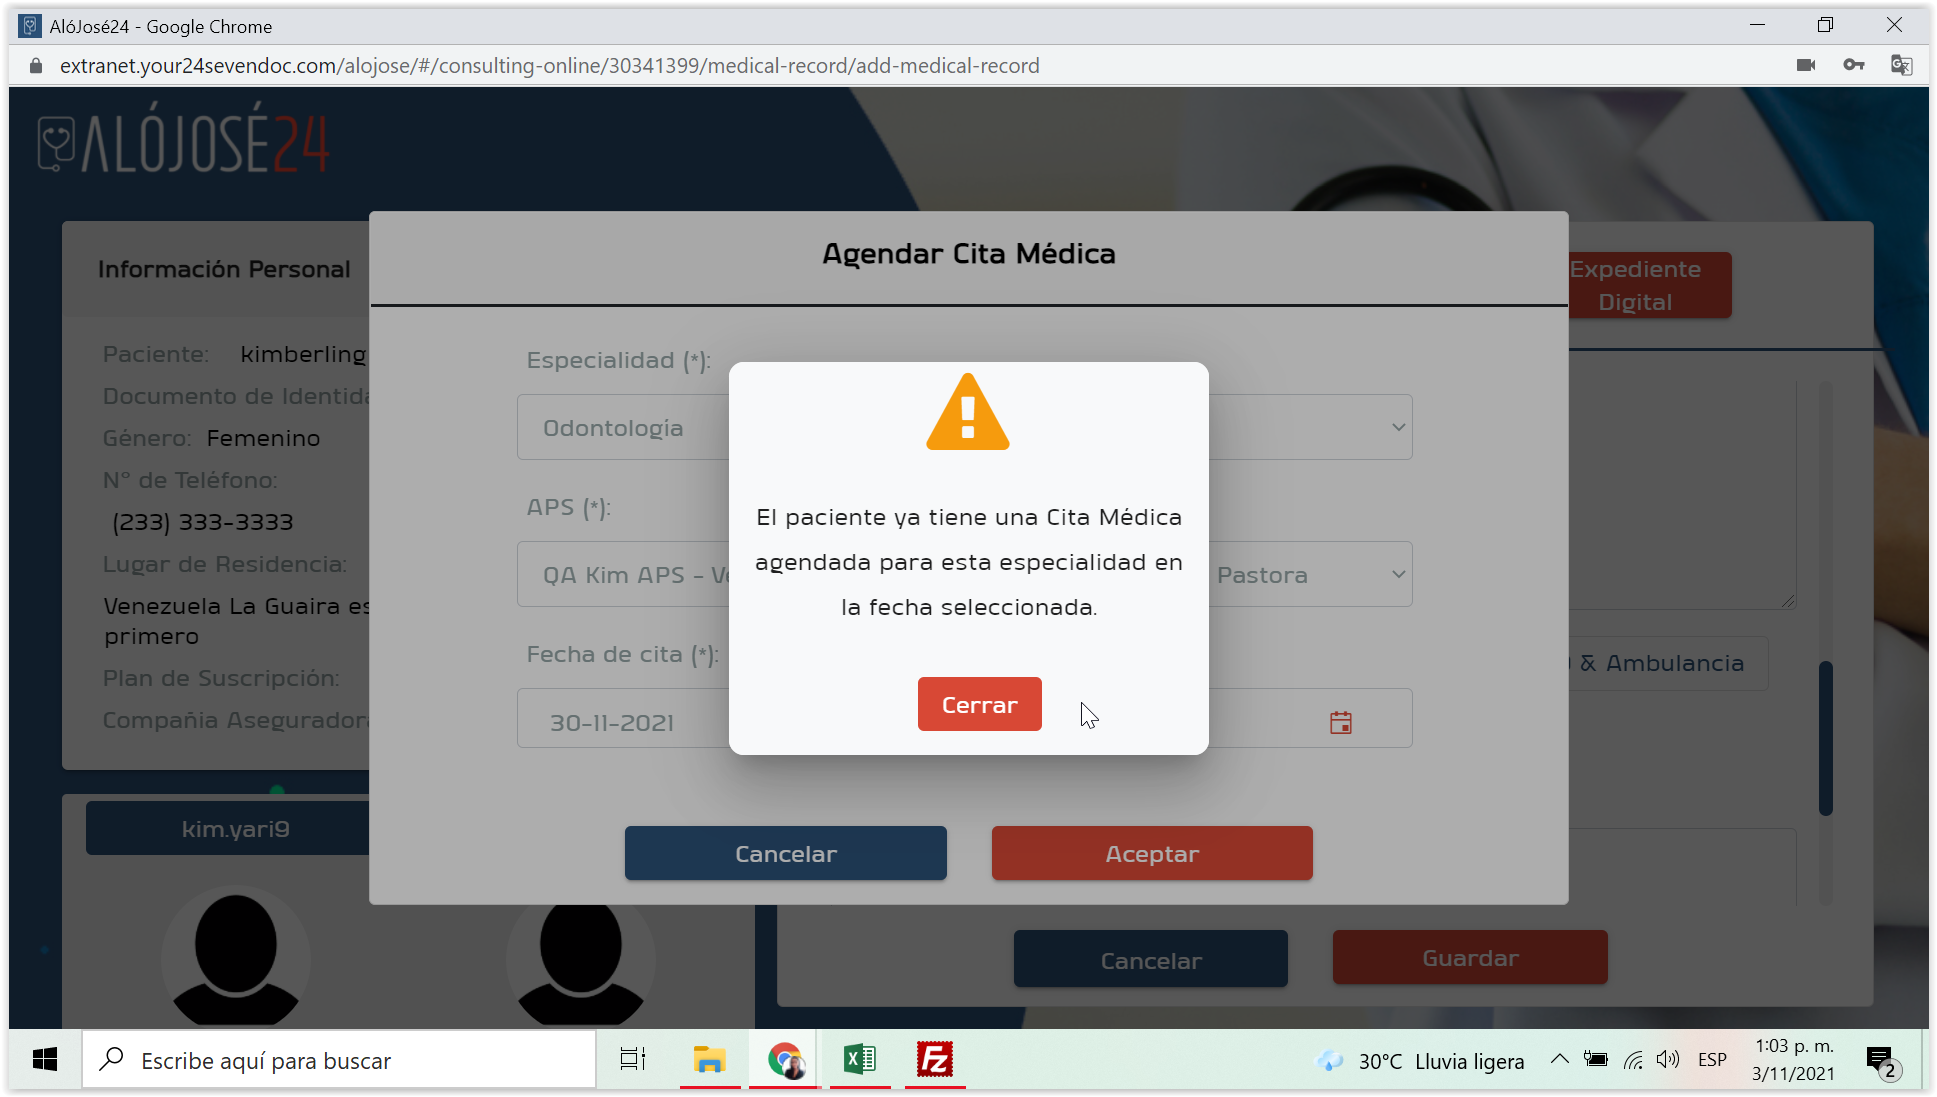 AlóJosé24 - Google Chrome
extranet.your24sevendoc.com/alojose/#/consulting-online/30341399/medical-record/add-medical-record
ALÓJOSÉ24
Información Personal
Paciente: kimberling
Documento de Identida
Género: Femenino
N° de Teléfono:
(233) 333-3333
Lugar de Residencia:
Venezuela La Guaira es
primero
Plan de Suscripción:
Compañia Aseguradora
kim.yari9
Agendar Cita Médica
Especialidad (*):
Odontología
APS (*):
QA Kim APS - Ve
Pastora
Fecha de cita (*):
30-11-2021
Cancelar
Aceptar
El paciente ya tiene una Cita Médica
agendada para esta especialidad en
la fecha seleccionada.
Cerrar
Expediente
Digital
& Ambulancia
Cancelar
Guardar
Escribe aquí para buscar
30°C Lluvia ligera
ESP
1:03 p. m.
3/11/2021
2